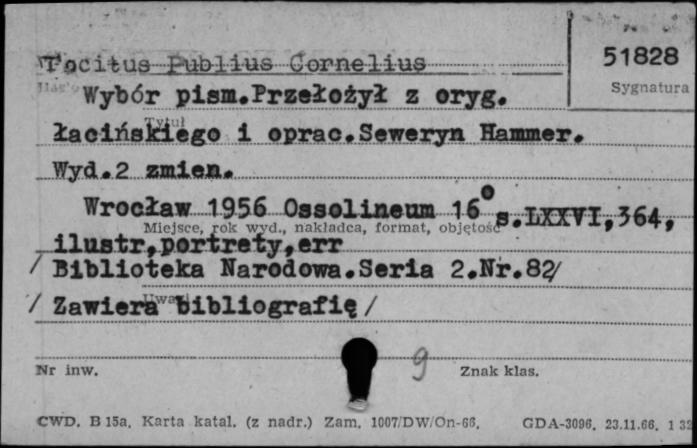 Tacitus Publius Cornelius
51828
Sygnatura
Wybór pism.Przełożył z oryg.
Tytuł
łacińskiego i oprac.Seweryn Hammer.
Wyd.2 zmien.
Wrocław 1956 Ossolineum 16° s.LXXVI,364,
Miejsce, rok wyd., nakładca, format, objętość
ilustr,portrety,err
/Biblioteka Narodowa.Seria 2.Nr.82/
Uwagi
/Zawiera bibliografię/
9
Nr inw.
Znak klas.
CWD. B 15a. Karta katal. (z nadr.) Zam. 1007/DW/On-66. GDA-3096. 23.11.66. 1